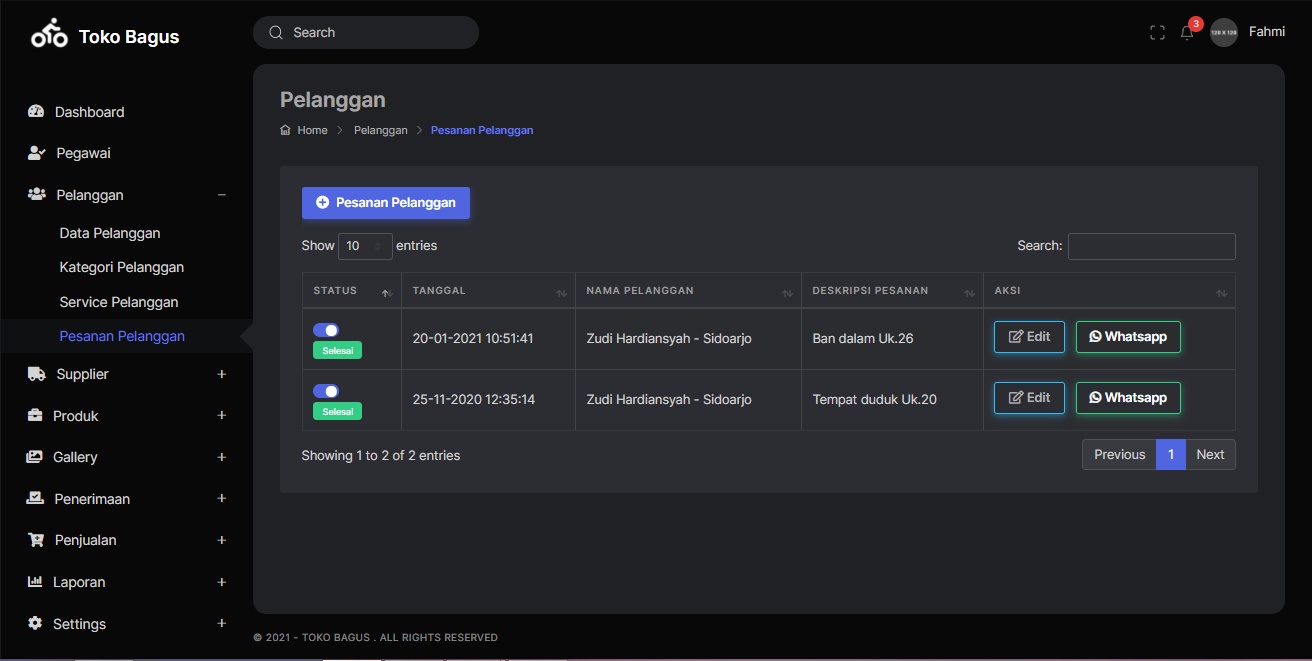 Toko Bagus
Search
3
128 X 128
Fahmi
Dashboard
Pegawai
Pelanggan
Data Pelanggan
Kategori Pelanggan
Service Pelanggan
Pesanan Pelanggan
Supplier
Produk
Gallery
Penerimaan
Penjualan
Laporan
Settings
Pelanggan
Home > Pelanggan > Pesanan Pelanggan
Pesanan Pelanggan
Show 10 entries
Search:
STATUS TANGGAL NAMA PELANGGAN DESKRIPSI PESANAN AKSI
Selesai 20-01-2021 10:51:41 Zudi Hardiansyah - Sidoarjo Ban dalam Uk.26 Edit Whatsapp
Selesai 25-11-2020 12:35:14 Zudi Hardiansyah - Sidoarjo Tempat duduk Uk.20 Edit Whatsapp
Showing 1 to 2 of 2 entries
Previous 1 Next
© 2021 - TOKO BAGUS . ALL RIGHTS RESERVED